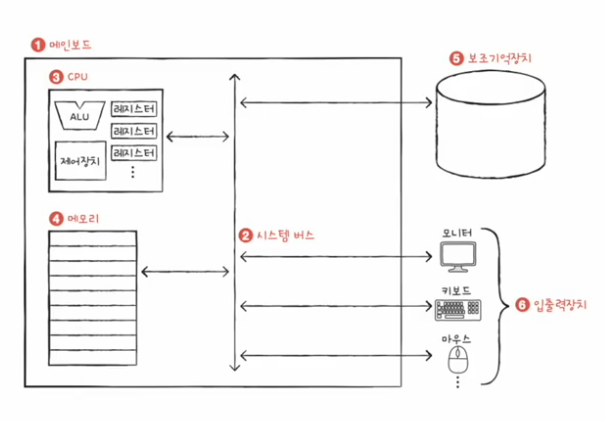 1 메인보드
3 CPU
ALU
레지스터
레지스터
레지스터
제어장치
4 메모리
2 시스템 버스
5 보조기억장치
모니터
키보드
마우스
6 입출력장치